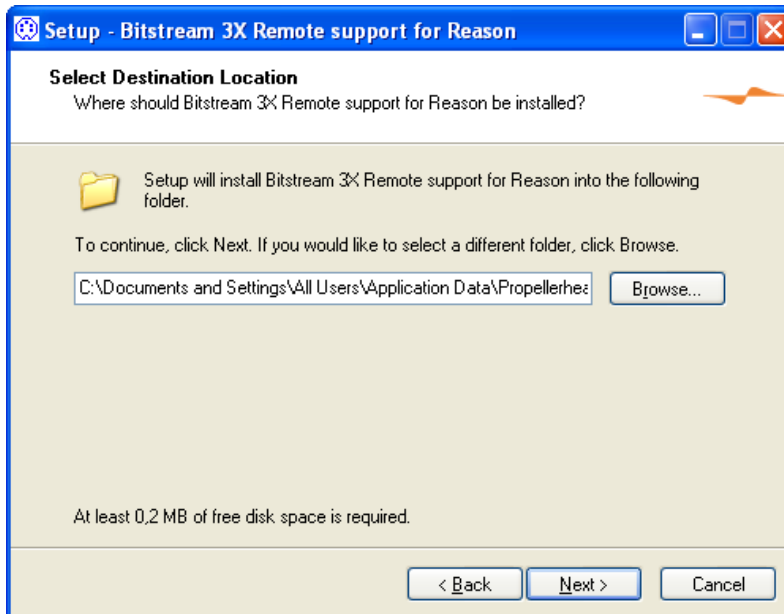 Setup - Bitstream 3X Remote support for Reason
Select Destination Location
Where should Bitstream 3X Remote support for Reason be installed?
Setup will install Bitstream 3X Remote support for Reason into the following
folder.
To continue, click Next. If you would like to select a different folder, click Browse.
C:\Documents and Settings\All Users\Application Data\Propellerhea
Browse...
At least 0,2 MB of free disk space is required.
< Back
Next >
Cancel